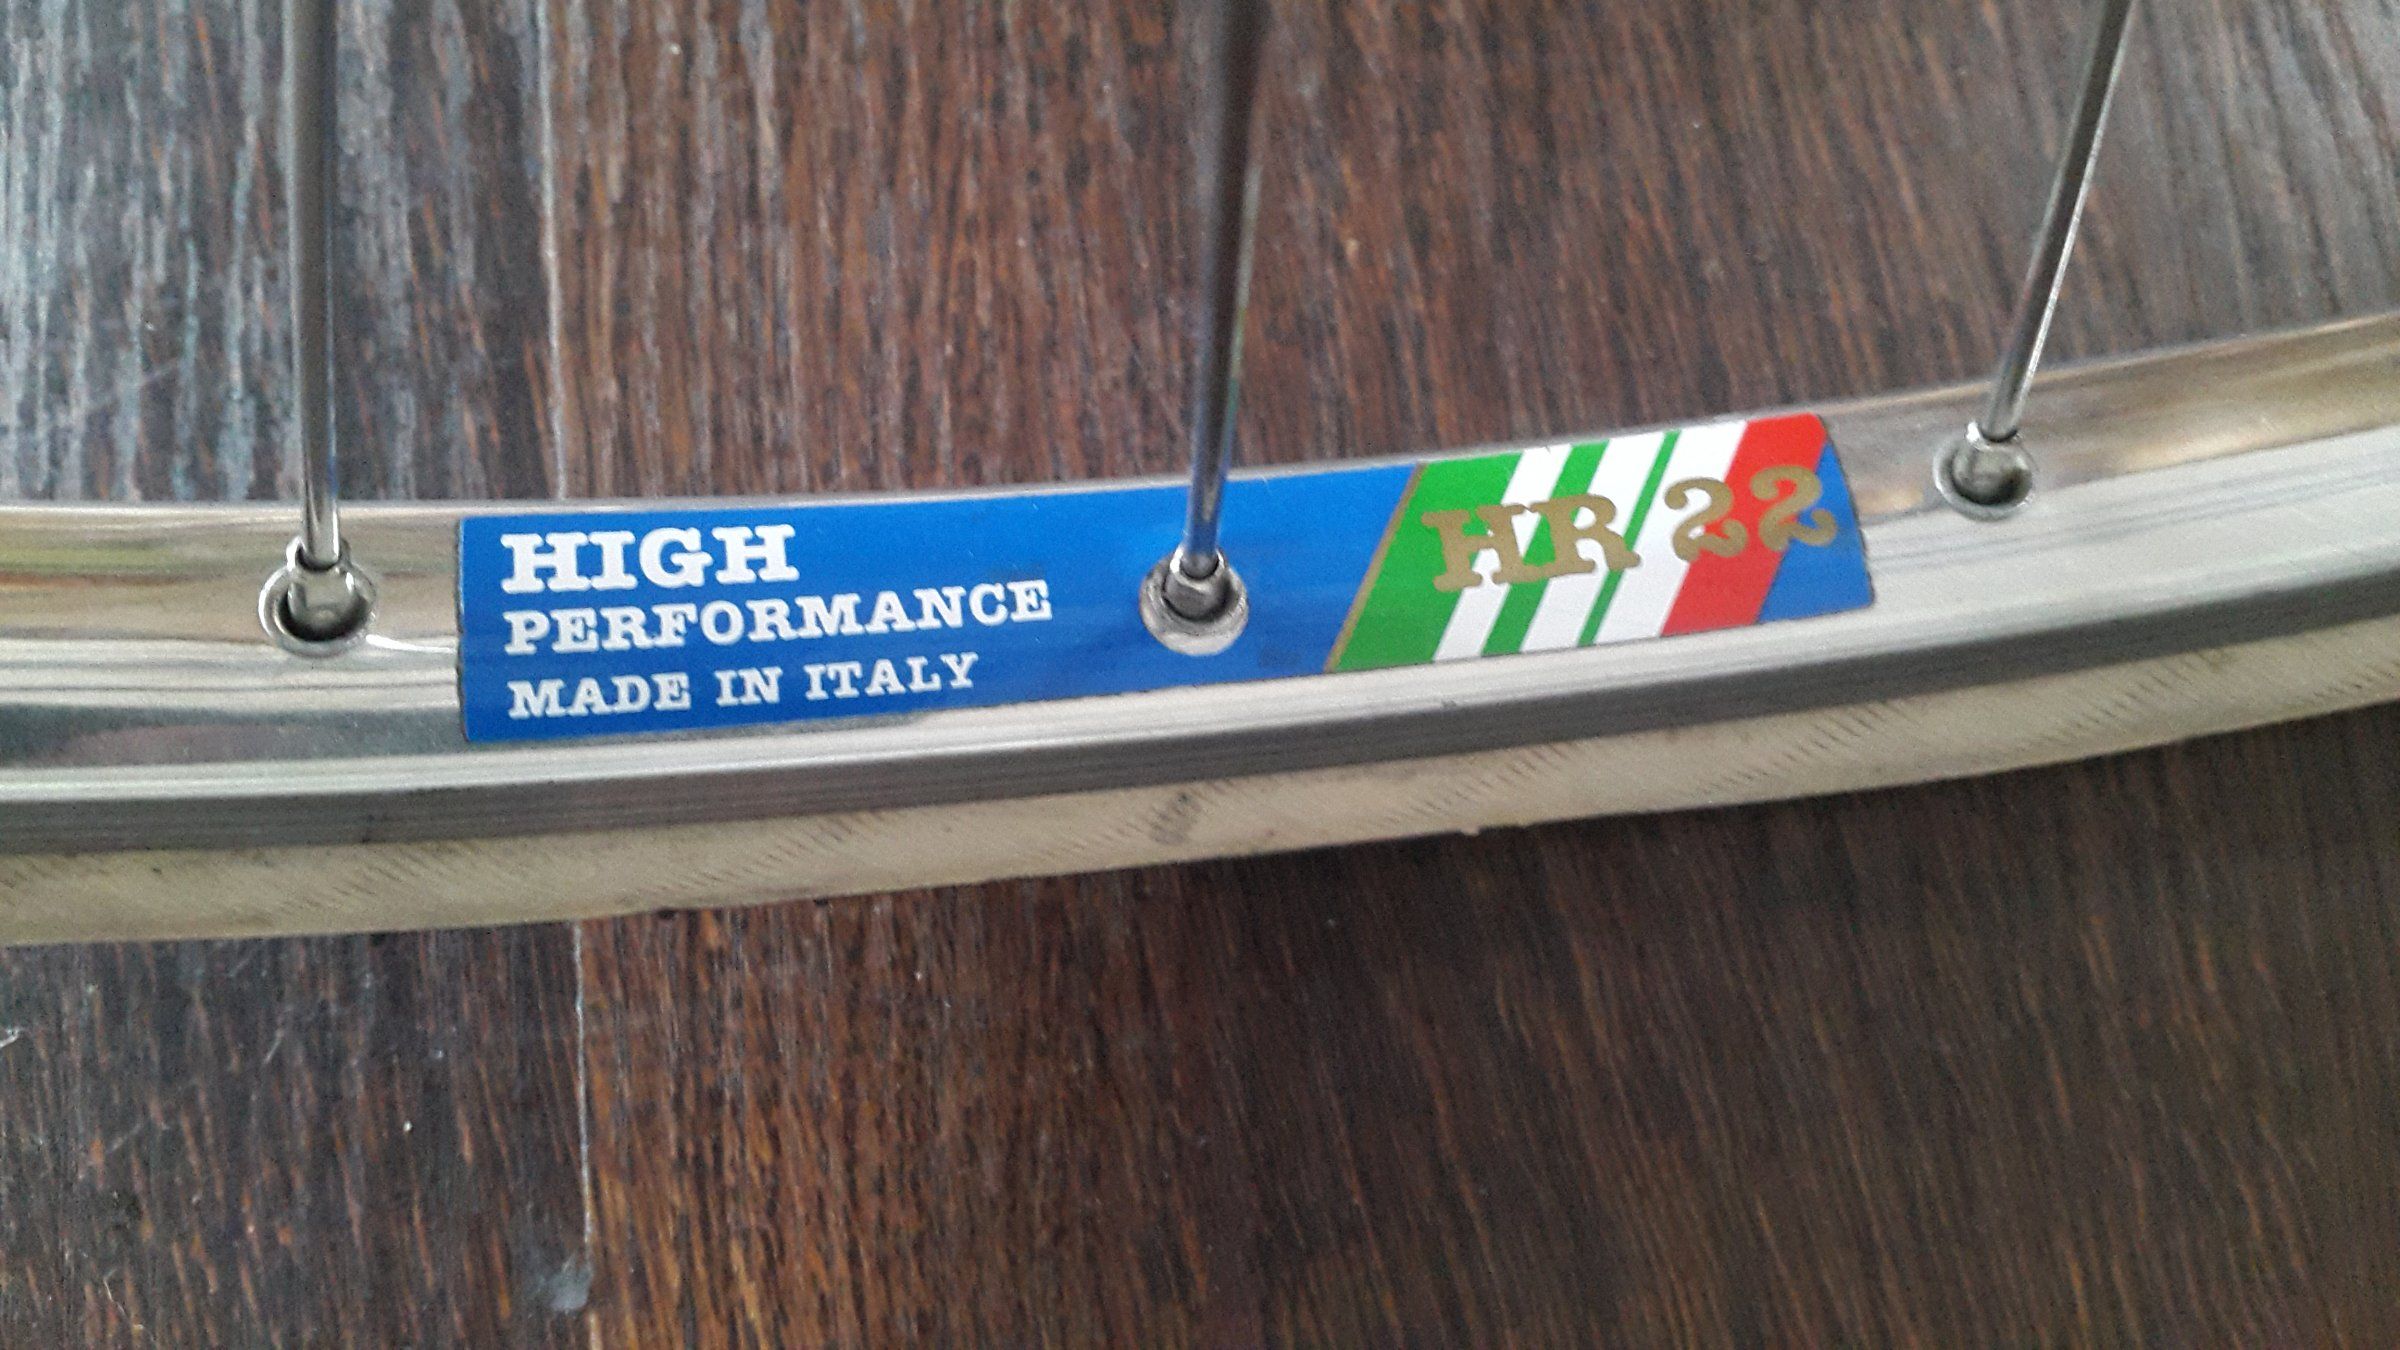 HIGH
PERFORMANCE
MADE IN ITALY
HR 22